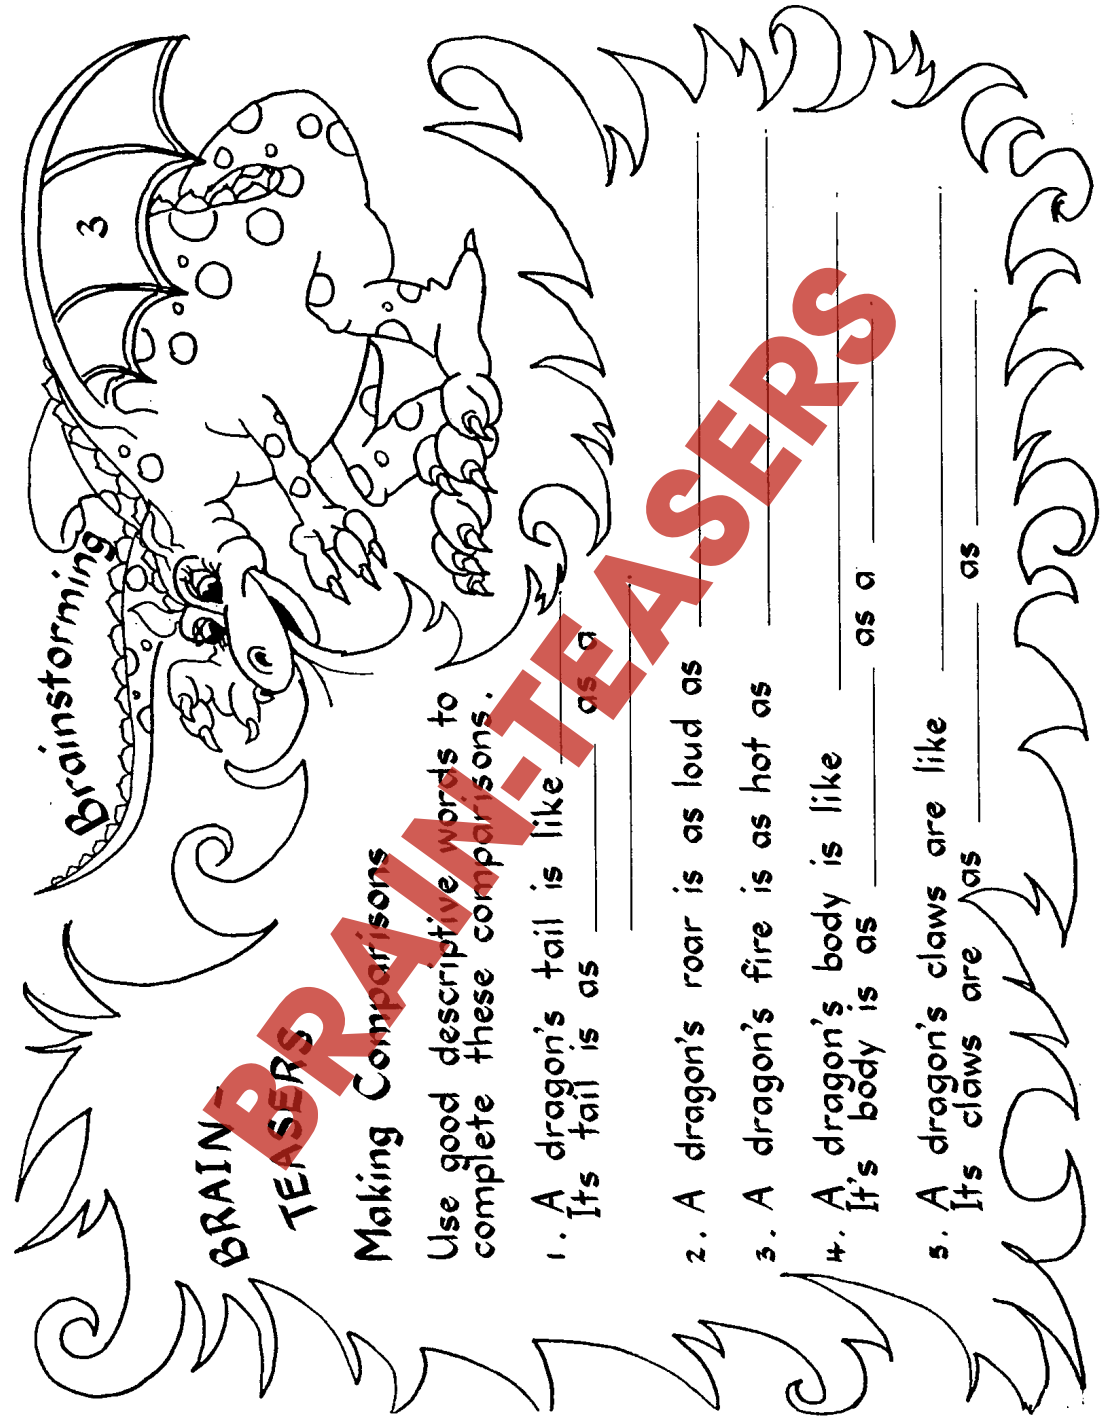 Brainstorming
3
BRAIN-
TEASERS
Making Comparisons
Use good descriptive words to
complete these comparisons.
1. A dragon's tail is like
Its tail is as as a
2. A dragon's roar is as loud as
3. A dragon's fire is as hot as
4. A dragon's body is like
It's body is as as a
5. A dragon's claws are like
Its claws are as as
BRAIN-TEASERS